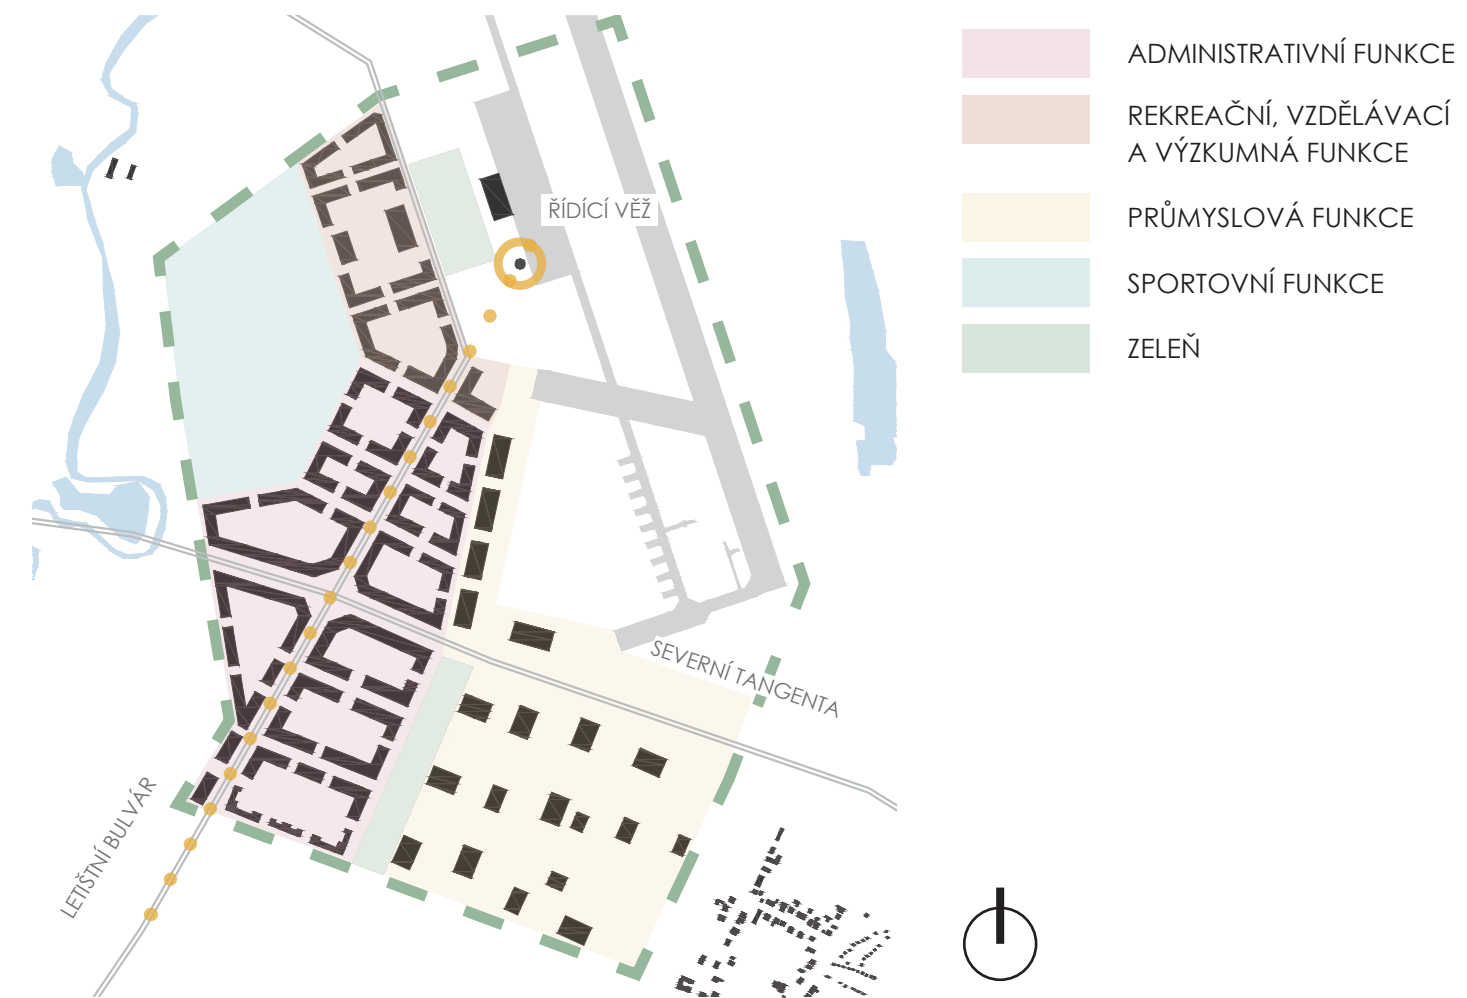 ADMINISTRATIVNÍ FUNKCE
REKREAČNÍ, VZDĚLÁVACÍ
A VÝZKUMNÁ FUNKCE
PRŮMYSLOVÁ FUNKCE
SPORTOVNÍ FUNKCE
ZELEŇ
ŘÍDÍCÍ VĚŽ
SEVERNÍ TANGENTA
LETIŠTNÍ BULVÁR